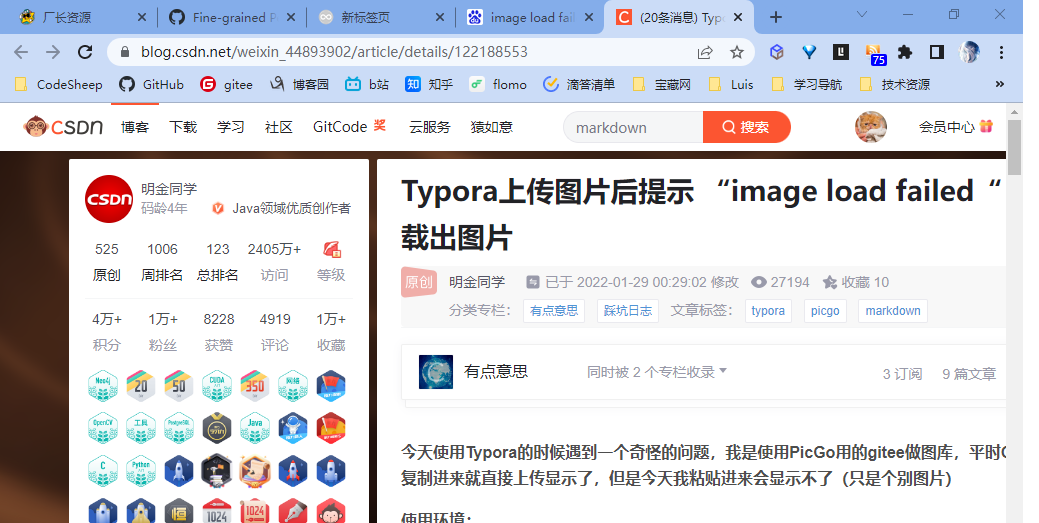 厂长资源
Fine-grained P
新标签页
image load fail
(20条消息) Typo
blog.csdn.net/weixin_44893902/article/details/122188553
75
CodeSheep
GitHub
gitee
博客园
b站
知乎
flomo
滴答清单
宝藏网
Luis
学习导航
技术资源
CSDN
博客
下载
学习
社区
GitCode 奖
云服务
猿如意
markdown
搜索
会员中心
CSDN
明金同学
码龄4年
Java领域优质创作者
525
1006
123
2405万+
原创
周排名
总排名
访问
等级
4万+
1万+
8228
4919
1万+
积分
粉丝
获赞
评论
收藏
Neo4j
20
50
CUDA
350
网络
OpenCV
工具
PostgreSQL
Java
C
Python
恒
1024
1024
Typora上传图片后提示 “image load failed“
载出图片
原创
明金同学
已于 2022-01-29 00:29:02 修改
27194
收藏 10
分类专栏：
有点意思
踩坑日志
文章标签：
typora
picgo
markdown
有点意思
同时被 2 个专栏收录
3 订阅
9 篇文章
今天使用Typora的时候遇到一个奇怪的问题，我是使用PicGo用的gitee做图库，平时C
复制进来就直接上传显示了，但是今天我粘贴进来会显示不了（只是个别图片）
使用环境：